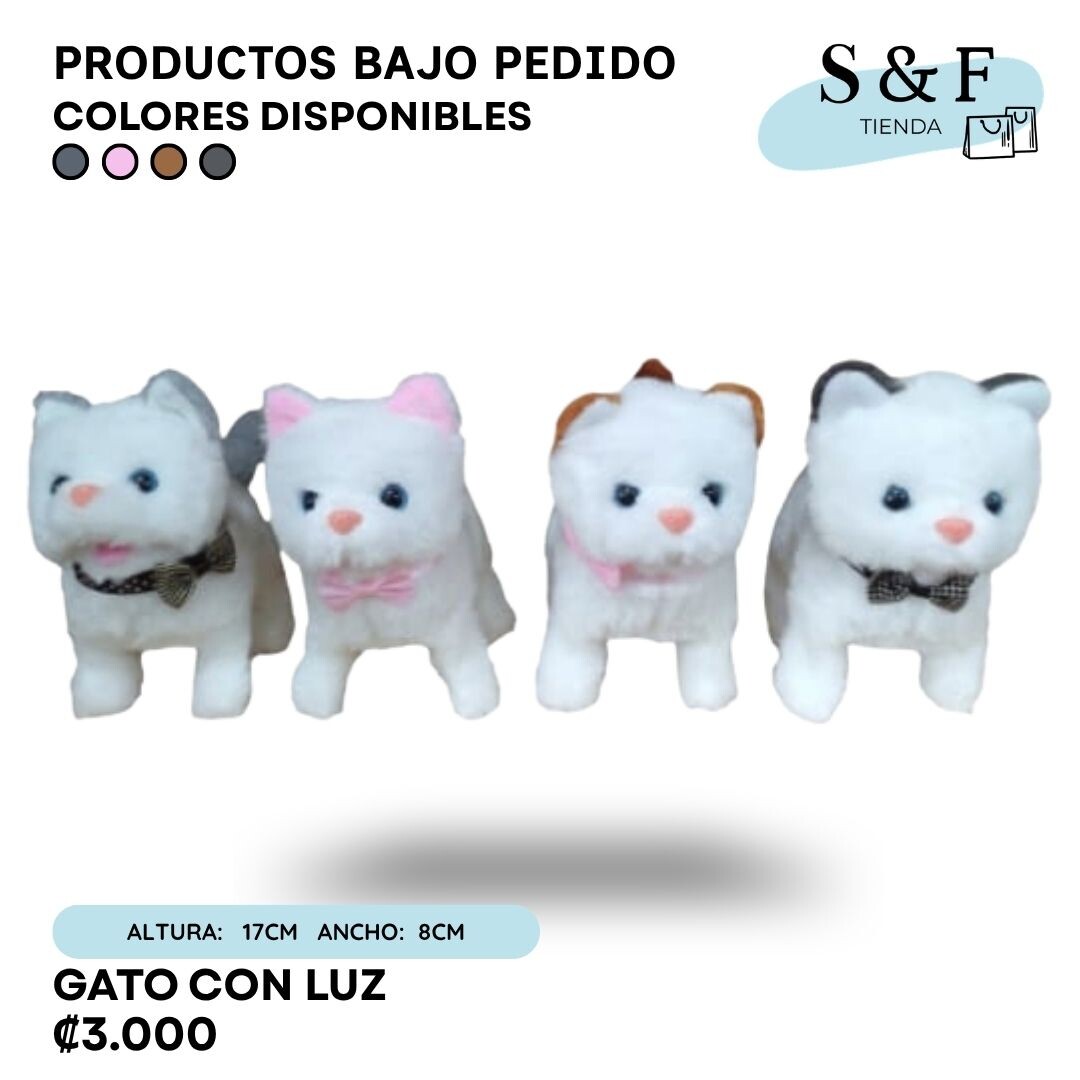 PRODUCTOS BAJO PEDIDO
COLORES DISPONIBLES
S & F
TIENDA
ALTURA: 17CM ANCHO: 8CM
GATO CON LUZ
₡3.000